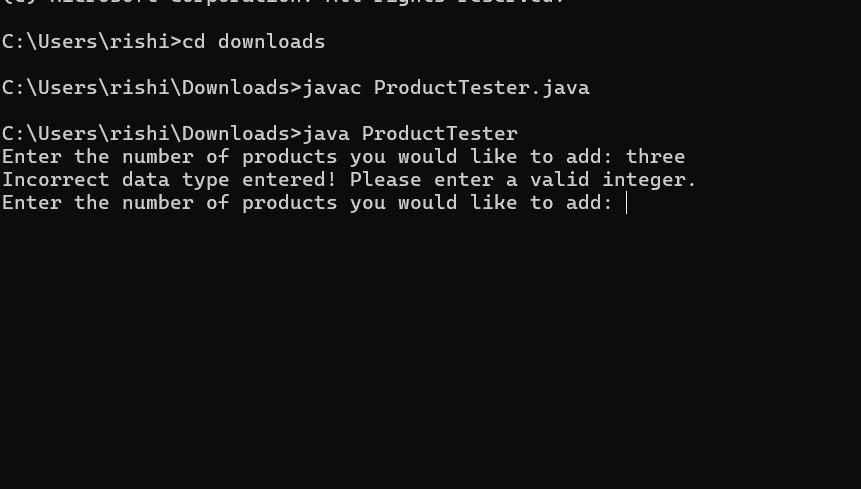 (c) Microsoft Corporation. All rights reserved.
C:\Users\rishi>cd downloads
C:\Users\rishi\Downloads>javac ProductTester.java
C:\Users\rishi\Downloads>java ProductTester
Enter the number of products you would like to add: three
Incorrect data type entered! Please enter a valid integer.
Enter the number of products you would like to add: